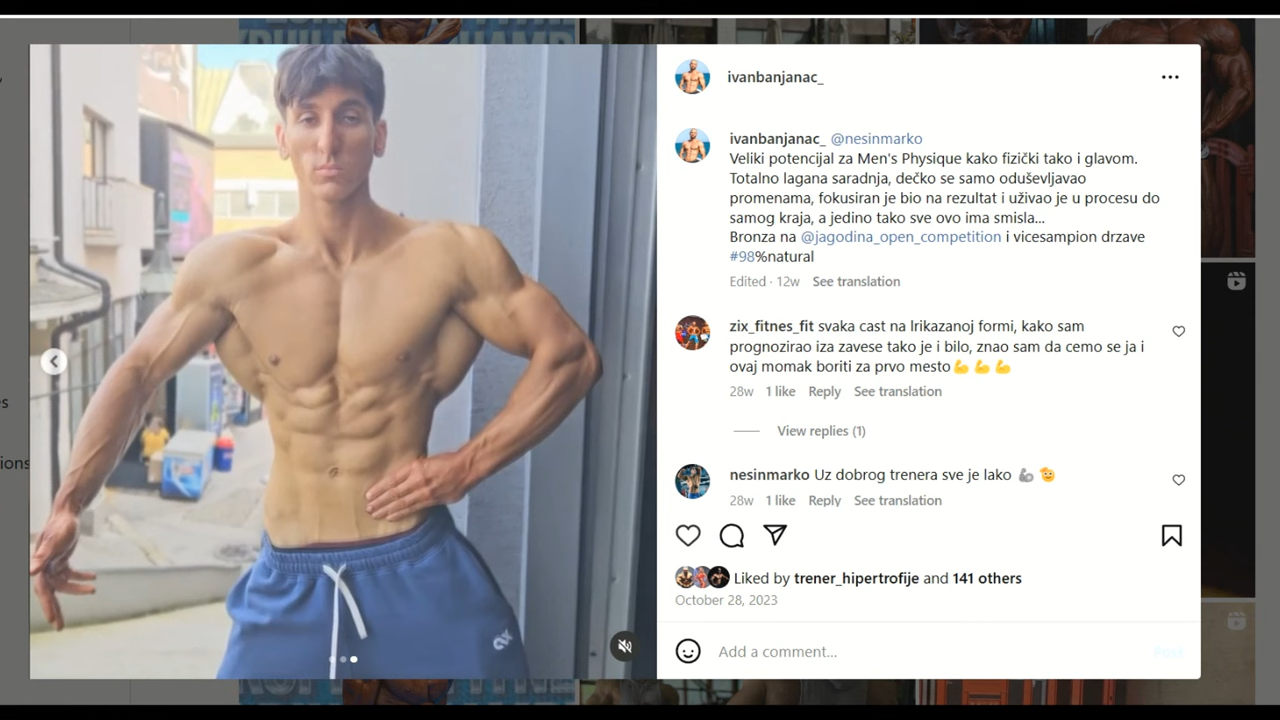 ivanbanjanac_
ivanbanjanac_ @nesinmarko
Veliki potencijal za Men's Physique kako fizički tako i glavom.
Totalno lagana saradnja, dečko se samo oduševljavao
promenama, fokusiran je bio na rezultat i uživao je u procesu do
samog kraja, a jedino tako sve ovo ima smisla...
Bronza na @jagodina_open_competition i vicesampion drzave
#98%natural
Edited · 12w See translation
zix_fitnes_fit svaka cast na lrikazanoj formi, kako sam
prognozirao iza zavese tako je i bilo, znao sam da cemo se ja i
ovaj momak boriti za prvo mesto💪💪💪
28w 1 like Reply See translation
View replies (1)
nesinmarko Uz dobrog trenera sve je lako 🦾 🫡
28w 1 like Reply See translation
Liked by trener_hipertrofije and 141 others
October 28, 2023
Add a comment...
Post